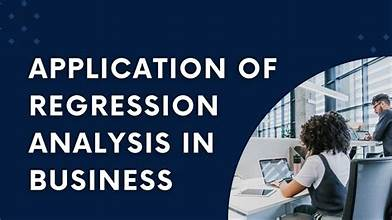 APPLICATION OF
REGRESSION
ANALYSIS IN
BUSINESS